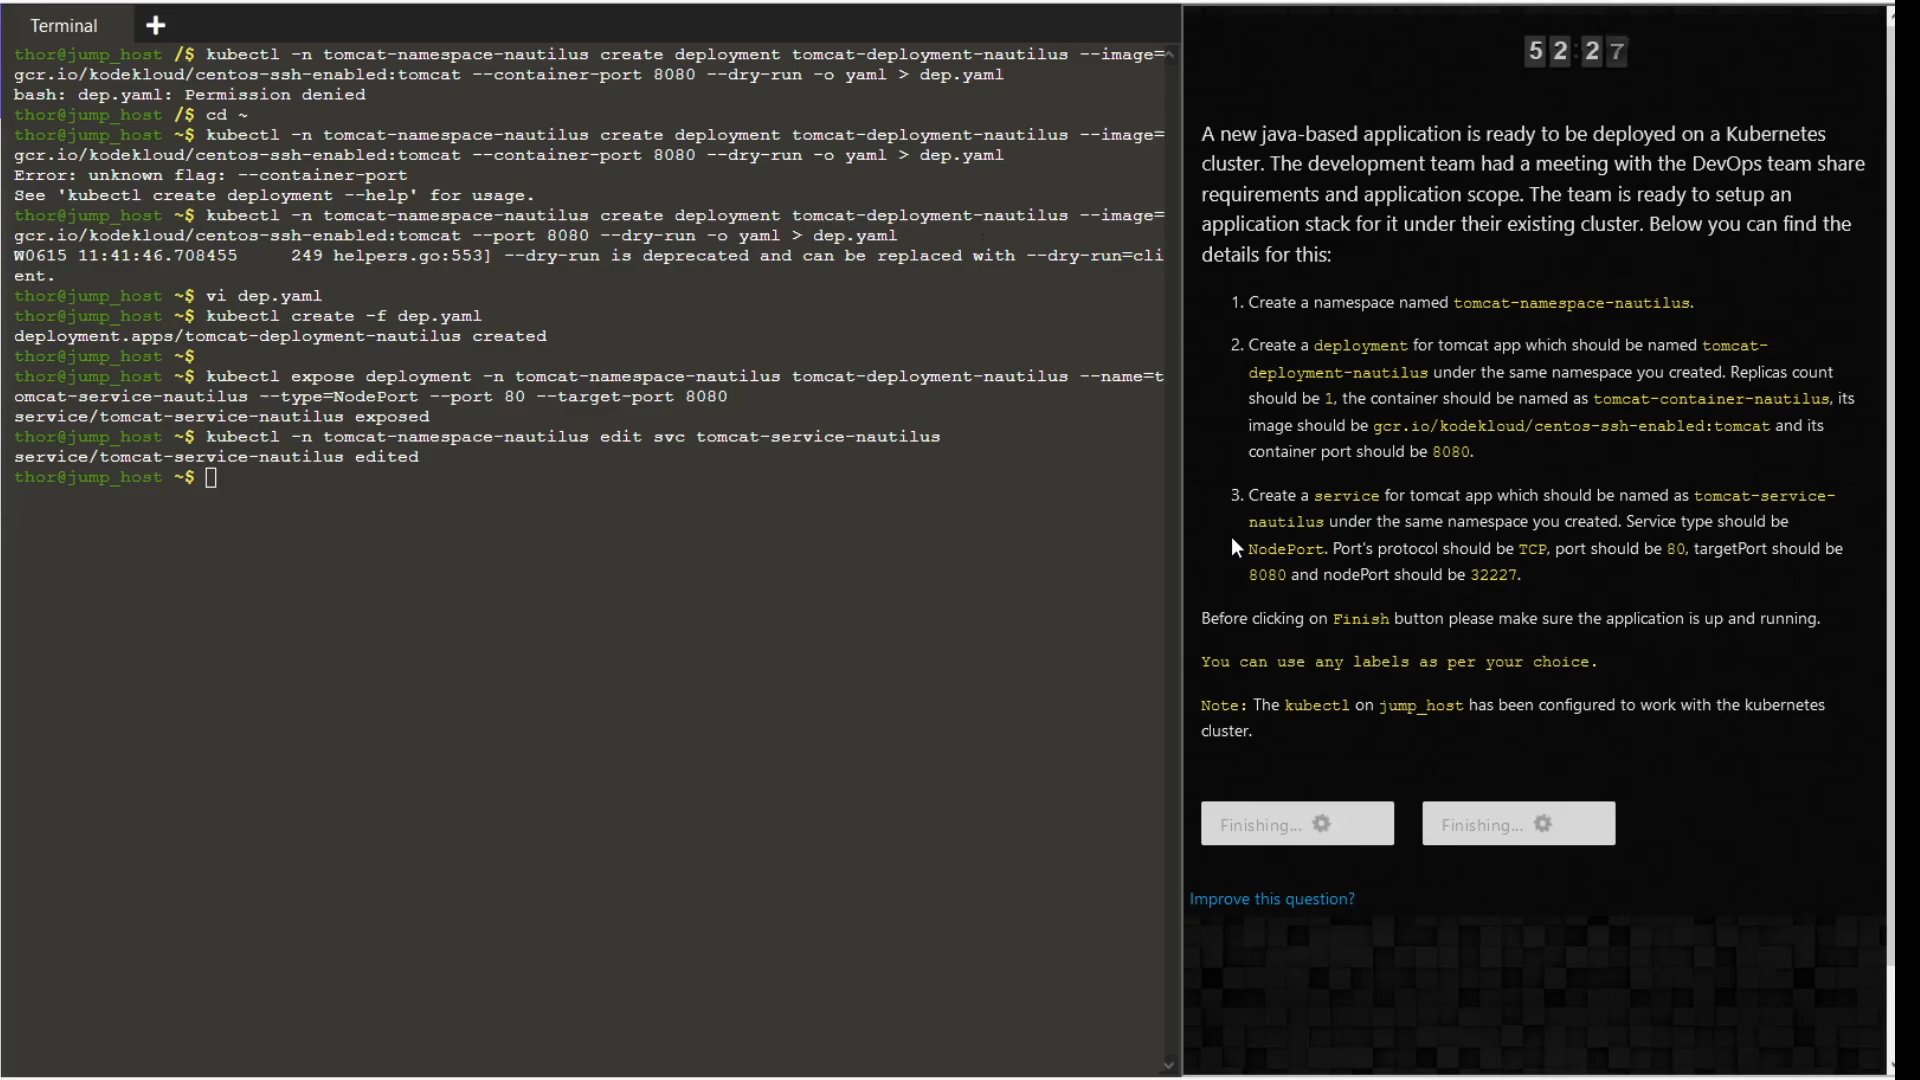 Terminal
thor@jump_host /$ kubectl -n tomcat-namespace-nautilus create deployment tomcat-deployment-nautilus --image=
gcr.io/kodekloud/centos-ssh-enabled:tomcat --container-port 8080 --dry-run -o yaml > dep.yaml
bash: dep.yaml: Permission denied
thor@jump_host /$ cd ~
thor@jump_host ~$ kubectl -n tomcat-namespace-nautilus create deployment tomcat-deployment-nautilus --image=
gcr.io/kodekloud/centos-ssh-enabled:tomcat --container-port 8080 --dry-run -o yaml > dep.yaml
Error: unknown flag: --container-port
See 'kubectl create deployment --help' for usage.
thor@jump_host ~$ kubectl -n tomcat-namespace-nautilus create deployment tomcat-deployment-nautilus --image=
gcr.io/kodekloud/centos-ssh-enabled:tomcat --port 8080 --dry-run -o yaml > dep.yaml
W0615 11:41:46.708455     249 helpers.go:553] --dry-run is deprecated and can be replaced with --dry-run=cli
ent.
thor@jump_host ~$ vi dep.yaml
thor@jump_host ~$ kubectl create -f dep.yaml
deployment.apps/tomcat-deployment-nautilus created
thor@jump_host ~$
thor@jump_host ~$ kubectl expose deployment -n tomcat-namespace-nautilus tomcat-deployment-nautilus --name=t
omcat-service-nautilus --type=NodePort --port 80 --target-port 8080
service/tomcat-service-nautilus exposed
thor@jump_host ~$ kubectl -n tomcat-namespace-nautilus edit svc tomcat-service-nautilus
service/tomcat-service-nautilus edited
thor@jump_host ~$
52:27
A new java-based application is ready to be deployed on a Kubernetes
cluster. The development team had a meeting with the DevOps team share
requirements and application scope. The team is ready to setup an
application stack for it under their existing cluster. Below you can find the
details for this:
1. Create a namespace named tomcat-namespace-nautilus.
2. Create a deployment for tomcat app which should be named tomcat-
deployment-nautilus under the same namespace you created. Replicas count
should be 1, the container should be named as tomcat-container-nautilus, its
image should be gcr.io/kodekloud/centos-ssh-enabled:tomcat and its
container port should be 8080.
3. Create a service for tomcat app which should be named as tomcat-service-
nautilus under the same namespace you created. Service type should be
NodePort. Port's protocol should be TCP, port should be 80, targetPort should be
8080 and nodePort should be 32227.
Before clicking on Finish button please make sure the application is up and running.
You can use any labels as per your choice.
Note: The kubectl on jump_host has been configured to work with the kubernetes
cluster.
Finishing... Finishing...
Improve this question?